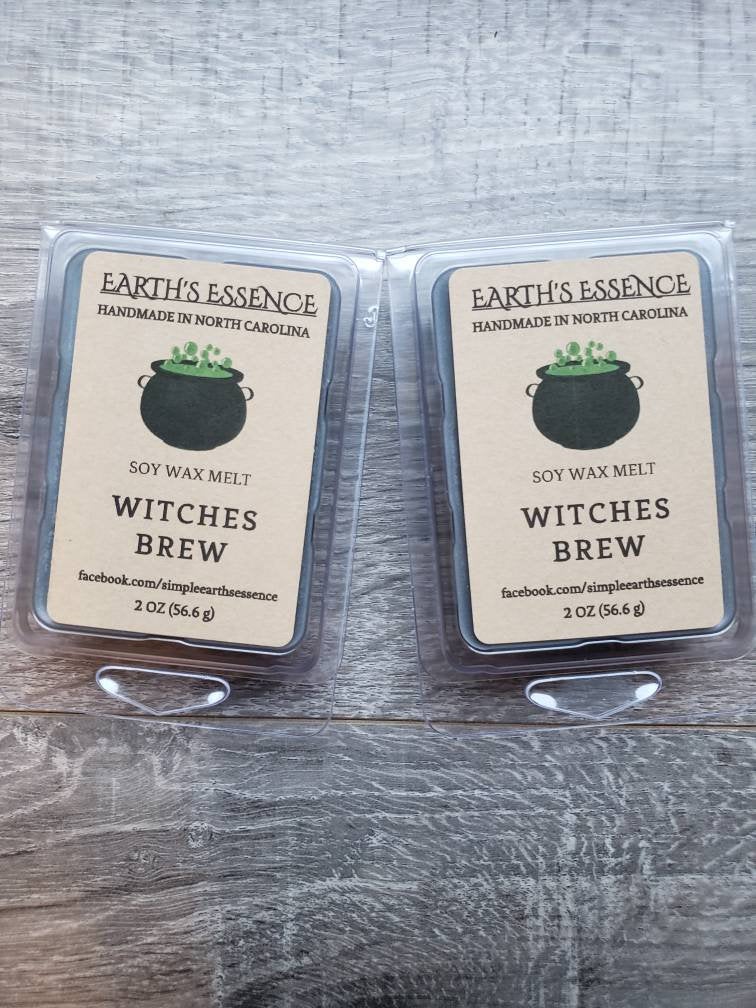 EARTH'S ESSENCE
HANDMADE IN NORTH CAROLINA
SOY WAX MELT
WITCHES
BREW
facebook.com/simpleearthsessence
2 OZ (56.6 g)
EARTH'S ESSENCE
HANDMADE IN NORTH CAROLINA
SOY WAX MELT
WITCHES
BREW
facebook.com/simpleearthsessence
2 OZ (56.6 g)